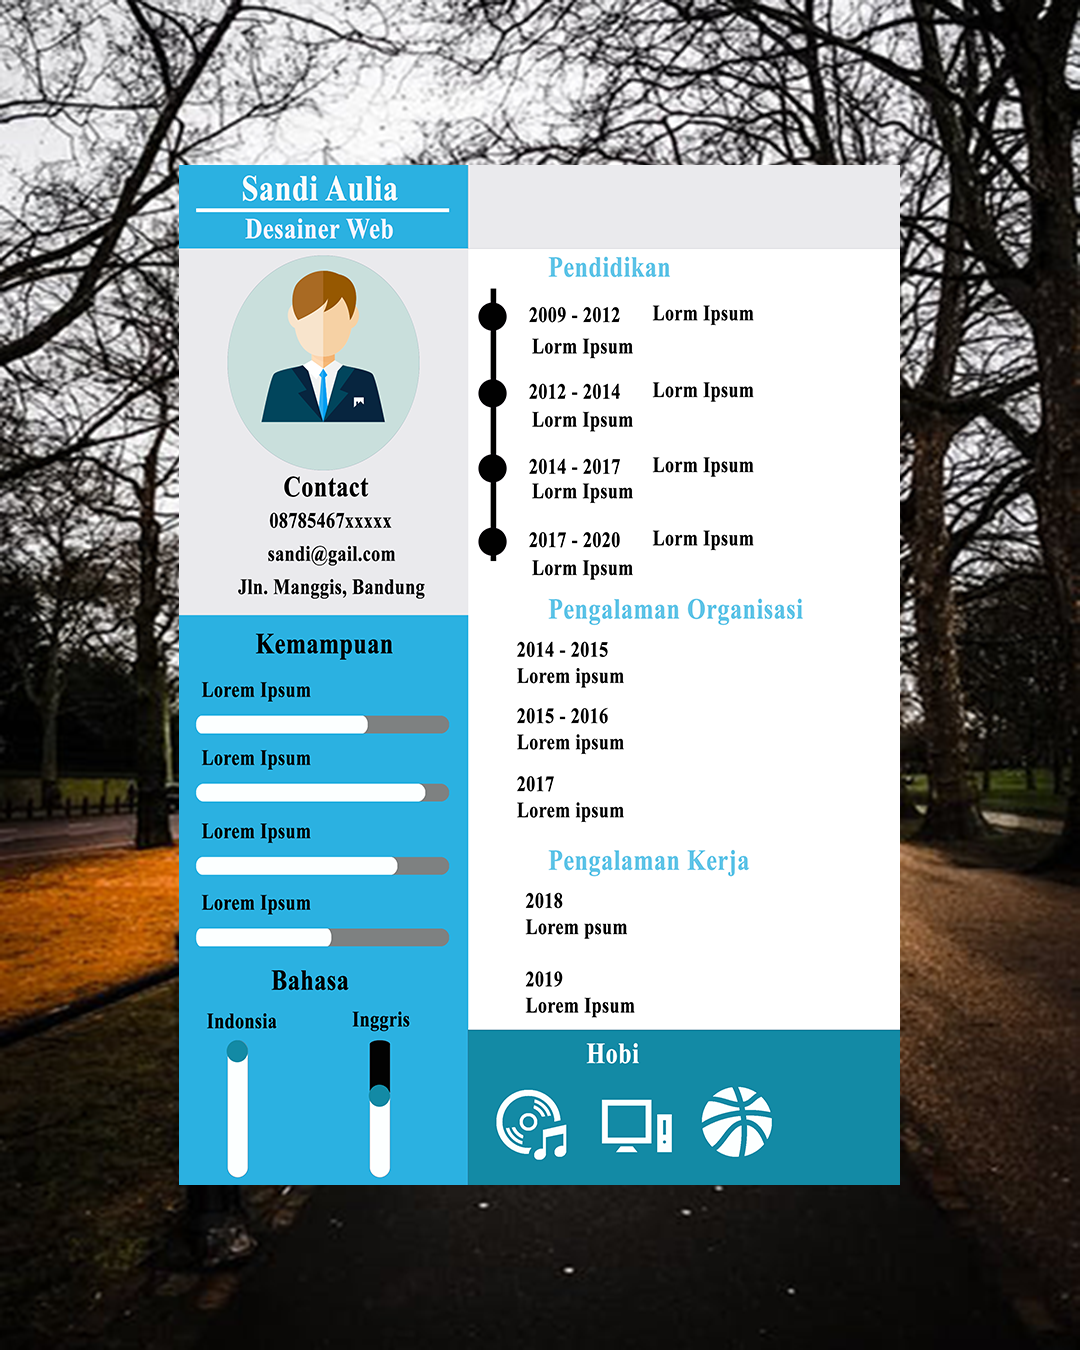 Sandi Aulia
Desainer Web
Contact
08785467xxxxx
sandi@gail.com
Jln. Manggis, Bandung
Kemampuan
Lorem Ipsum
Lorem Ipsum
Lorem Ipsum
Lorem Ipsum
Bahasa
Indonsia
Inggris
Pendidikan
2009 - 2012 Lorm Ipsum
Lorm Ipsum
2012 - 2014 Lorm Ipsum
Lorm Ipsum
2014 - 2017 Lorm Ipsum
Lorm Ipsum
2017 - 2020 Lorm Ipsum
Lorm Ipsum
Pengalaman Organisasi
2014 - 2015
Lorem ipsum
2015 - 2016
Lorem ipsum
2017
Lorem ipsum
Pengalaman Kerja
2018
Lorem psum
2019
Lorem Ipsum
Hobi